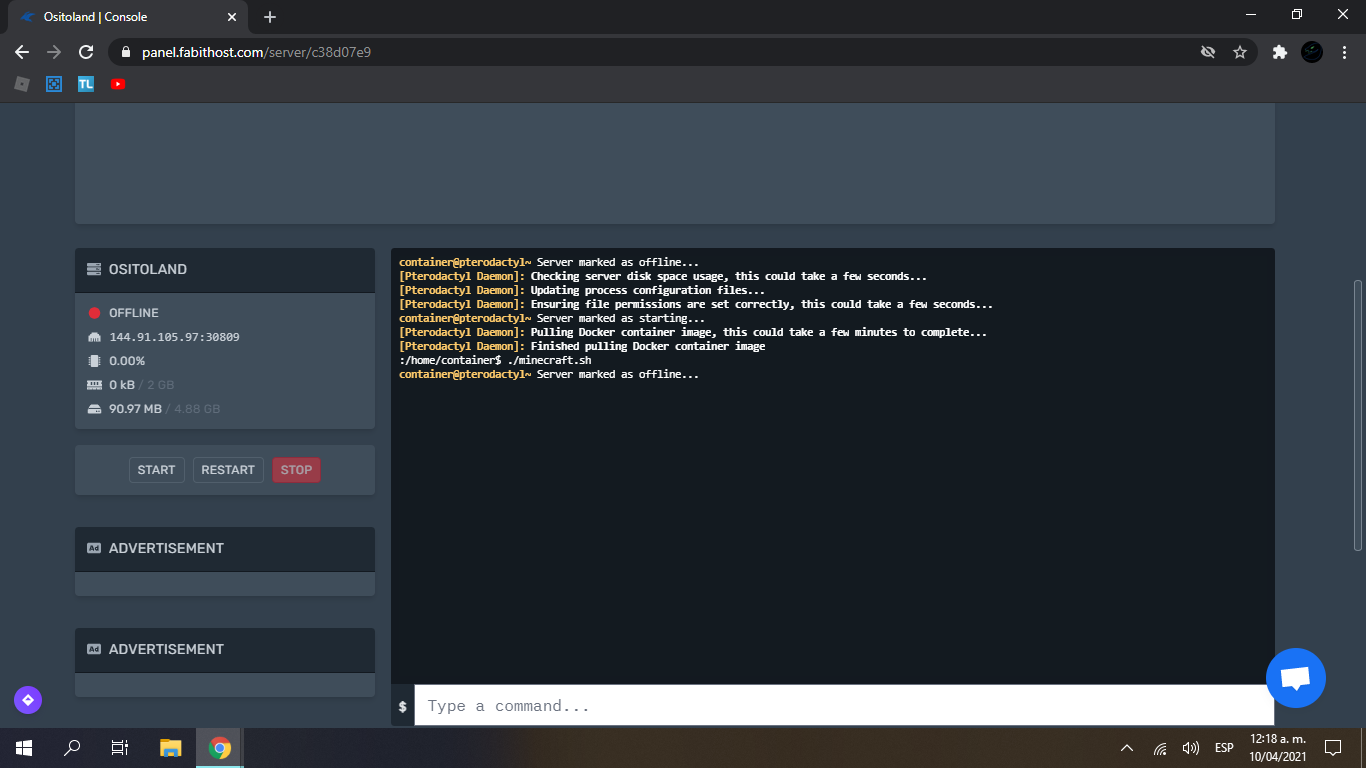 Ositoland | Console
panel.fabithost.com/server/c38d07e9
TL
OSITOLAND
OFFLINE
144.91.105.97:30809
0.00%
0 kB / 2 GB
90.97 MB / 4.88 GB
START RESTART STOP
Ad ADVERTISEMENT
Ad ADVERTISEMENT
container@pterodactyl~ Server marked as offline...
[Pterodactyl Daemon]: Checking server disk space usage, this could take a few seconds...
[Pterodactyl Daemon]: Updating process configuration files...
[Pterodactyl Daemon]: Ensuring file permissions are set correctly, this could take a few seconds...
container@pterodactyl~ Server marked as starting...
[Pterodactyl Daemon]: Pulling Docker container image, this could take a few minutes to complete...
[Pterodactyl Daemon]: Finished pulling Docker container image
:/home/container$ ./minecraft.sh
container@pterodactyl~ Server marked as offline...
$ Type a command...
ESP
12:18 a. m.
10/04/2021